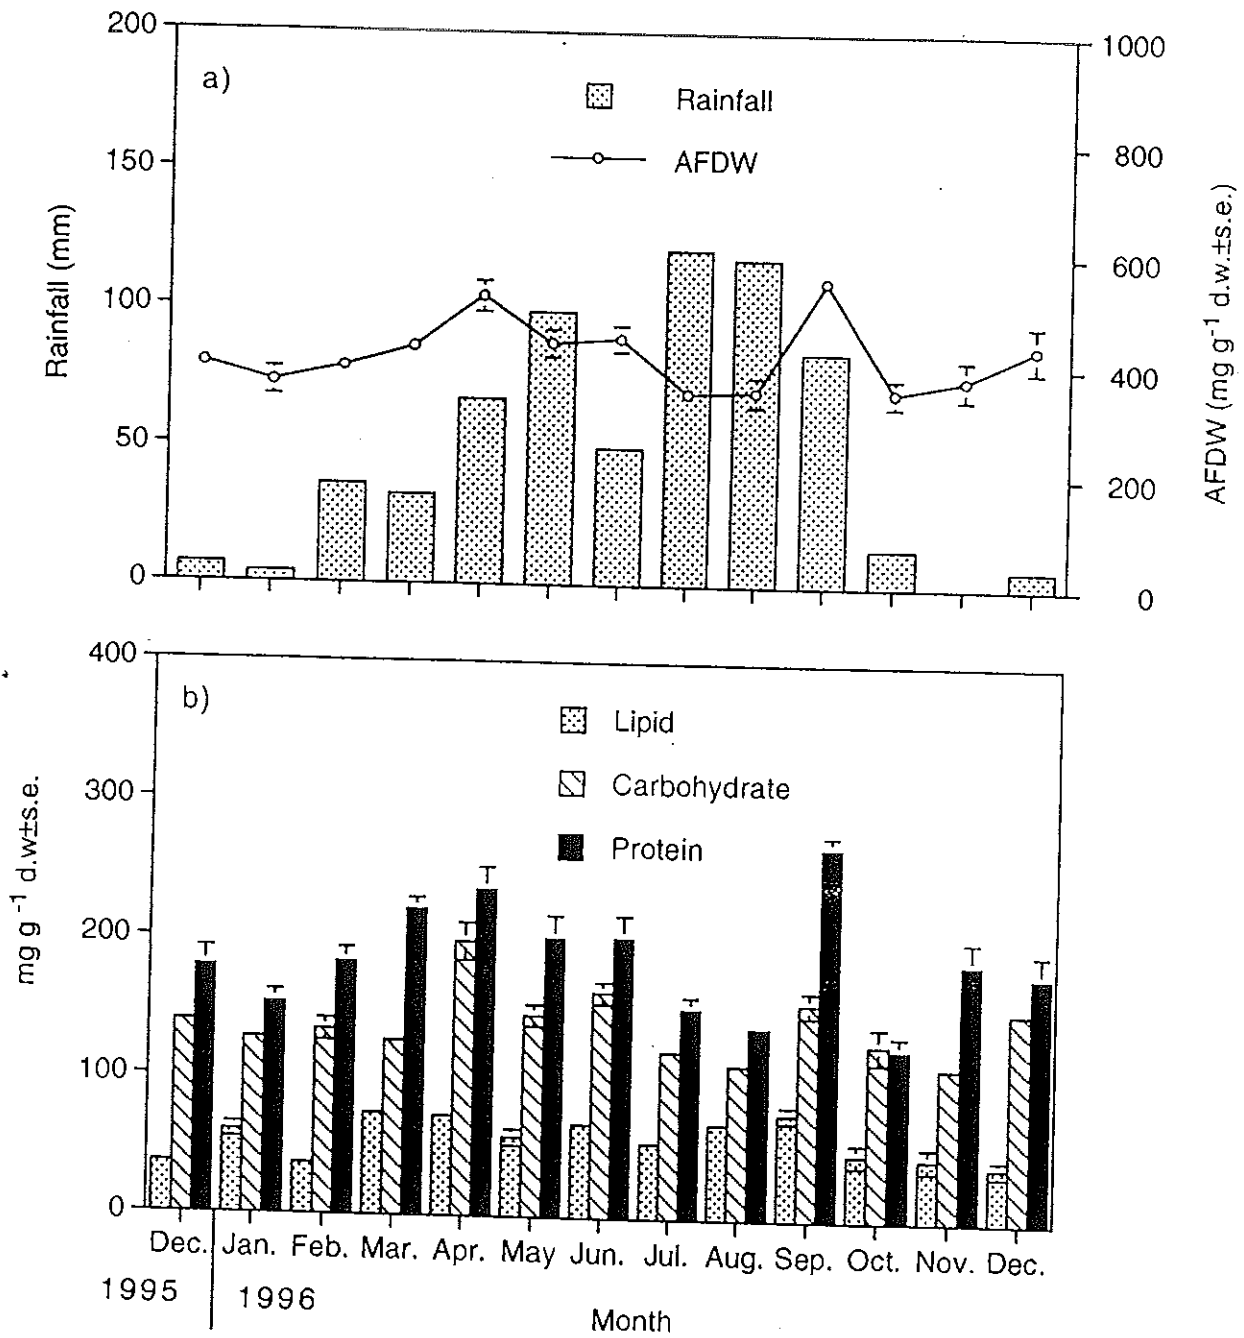 a)
Rainfall
AFDW
Rainfall (mm)
200
150
100
50
0
AFDW (mg g⁻¹ d.w.±s.e.)
1000
800
600
400
200
0
b)
Lipid
Carbohydrate
Protein
mg g⁻¹ d.w±s.e.
400
300
200
100
0
Dec. Jan. Feb. Mar. Apr. May Jun. Jul. Aug. Sep. Oct. Nov. Dec.
1995 1996
Month